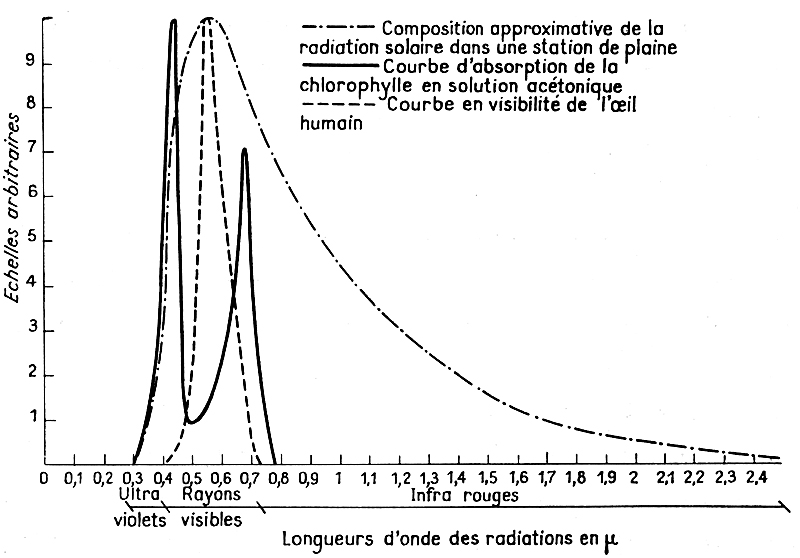 Composition approximative de la
radiation solaire dans une station de plaine
Courbe d'absorption de la
chlorophylle en solution acétonique
Courbe en visibilité de l'œil
humain
Echelles arbitraires
9
8
7
6
5
4
3
2
1
0 0,1 0,2 0,3 0,4 0,5 0,6 0,7 0,8 0,9 1 1,1 1,2 1,3 1,4 1,5 1,6 1,7 1,8 1,9 2 2,1 2,2 2,3 2,4
Ultra Rayons Infra rouges
violets visibles
Longueurs d'onde des radiations en µ